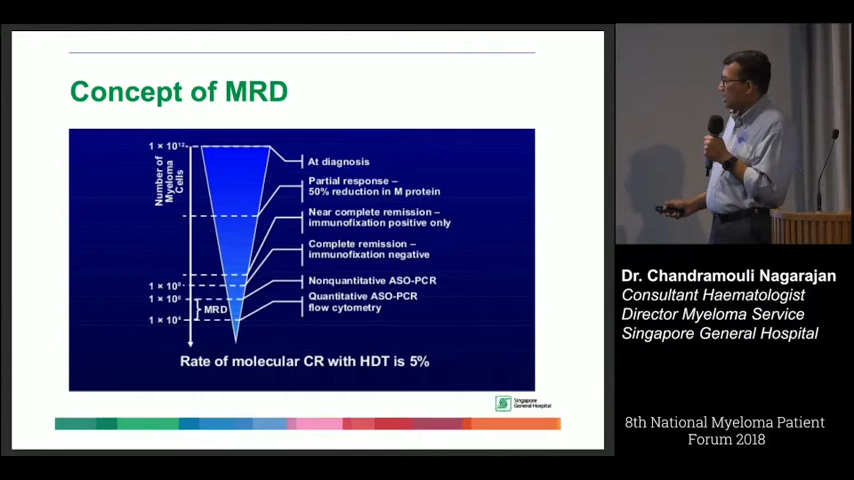 Concept of MRD
1 × 10¹²
Number of
Myeloma
Cells
At diagnosis
Partial response –
50% reduction in M protein
Near complete remission –
immunofixation positive only
Complete remission –
immunofixation negative
1 × 10⁸
Nonquantitative ASO-PCR
1 × 10⁶
Quantitative ASO-PCR
flow cytometry
MRD
1 × 10⁴
Rate of molecular CR with HDT is 5%
Singapore
General Hospital
Dr. Chandramouli Nagarajan
Consultant Haematologist
Director Myeloma Service
Singapore General Hospital
8th National Myeloma Patient
Forum 2018